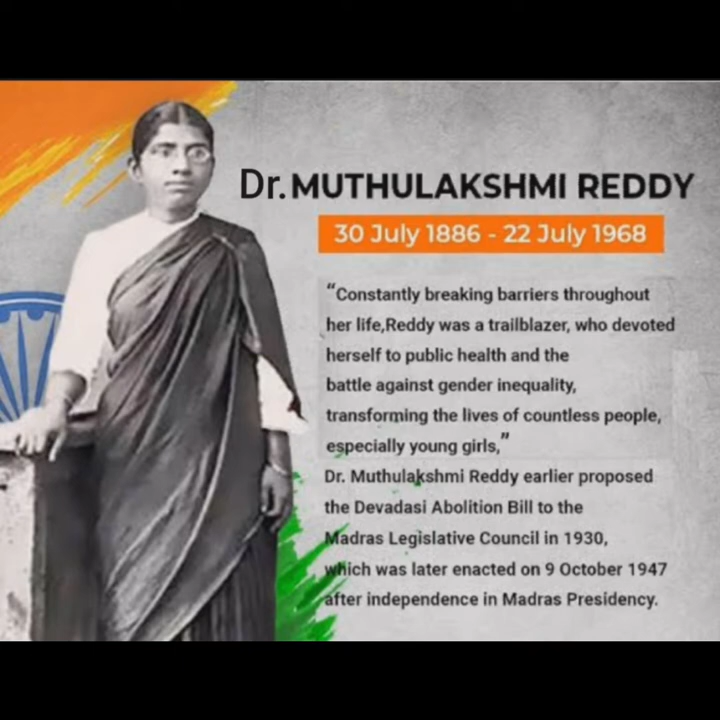 Dr. MUTHULAKSHMI REDDY
30 July 1886 - 22 July 1968
“Constantly breaking barriers throughout
her life,Reddy was a trailblazer, who devoted
herself to public health and the
battle against gender inequality,
transforming the lives of countless people,
especially young girls,”
Dr. Muthulakshmi Reddy earlier proposed
the Devadasi Abolition Bill to the
Madras Legislative Council in 1930,
which was later enacted on 9 October 1947
after independence in Madras Presidency.